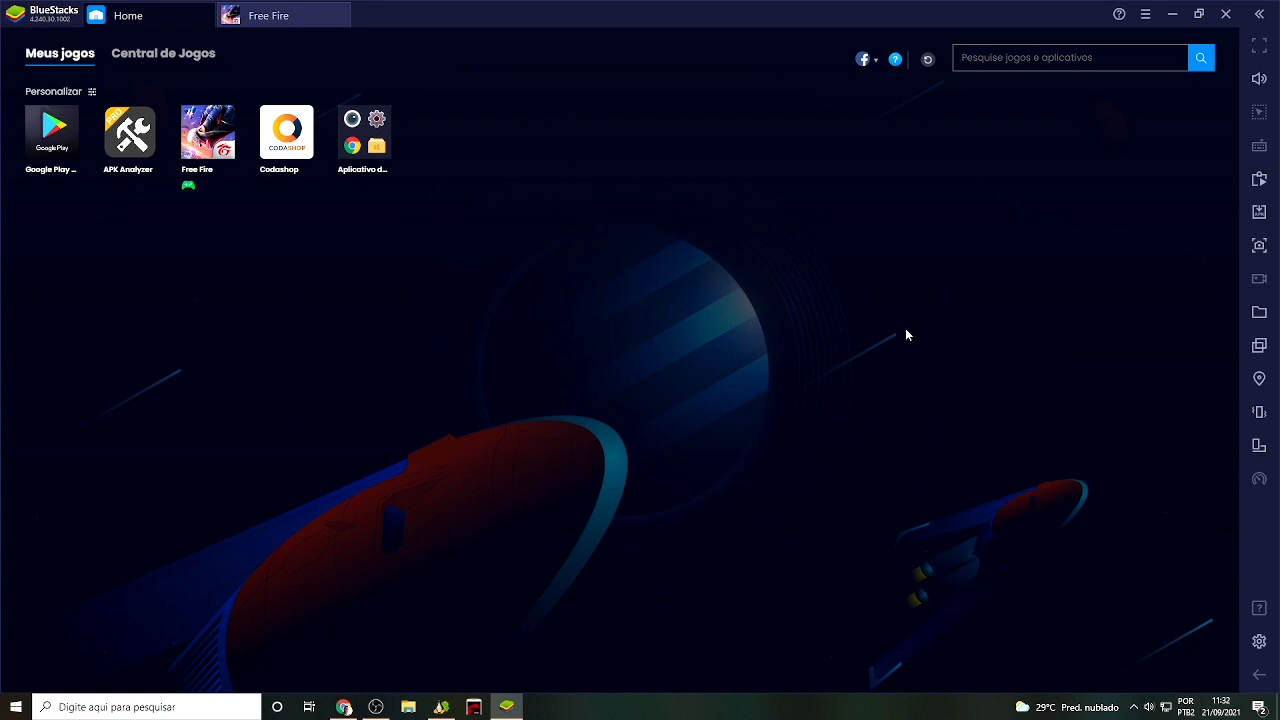 BlueStacks
4.240.30.1002
Home
Free Fire
Meus jogos
Central de Jogos
Pesquise jogos e aplicativos
Personalizar
Google Play
CODASHOP
Google Play ...
APK Analyzer
Free Fire
Codashop
Aplicativo d...
Digite aqui para pesquisar
29°C Pred. nublado
POR
PTB2
11:32
21/09/2021
2